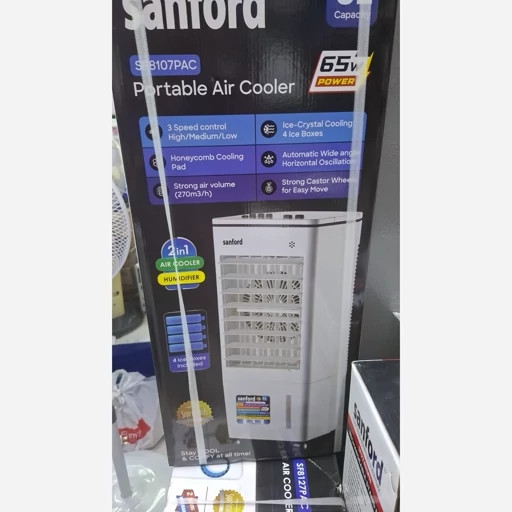 sanford
Capacity
SF8107PAC
65W
POWER
Portable Air Cooler
3 Speed control
High/Medium/Low
Ice-Crystal Cooling
4 Ice Boxes
Honeycomb Cooling
Pad
Automatic Wide angle
Horizontal Oscillation
Strong air volume
(270m3/h)
Strong Castor Wheels
for Easy Move
2in1
AIR COOLER
HUMIDIFIER
sanford
4 Ice Boxes
Included
sanford
Stay COOL
& COMFY at all time!
SF8127PAC
AIR COOLER
sanford